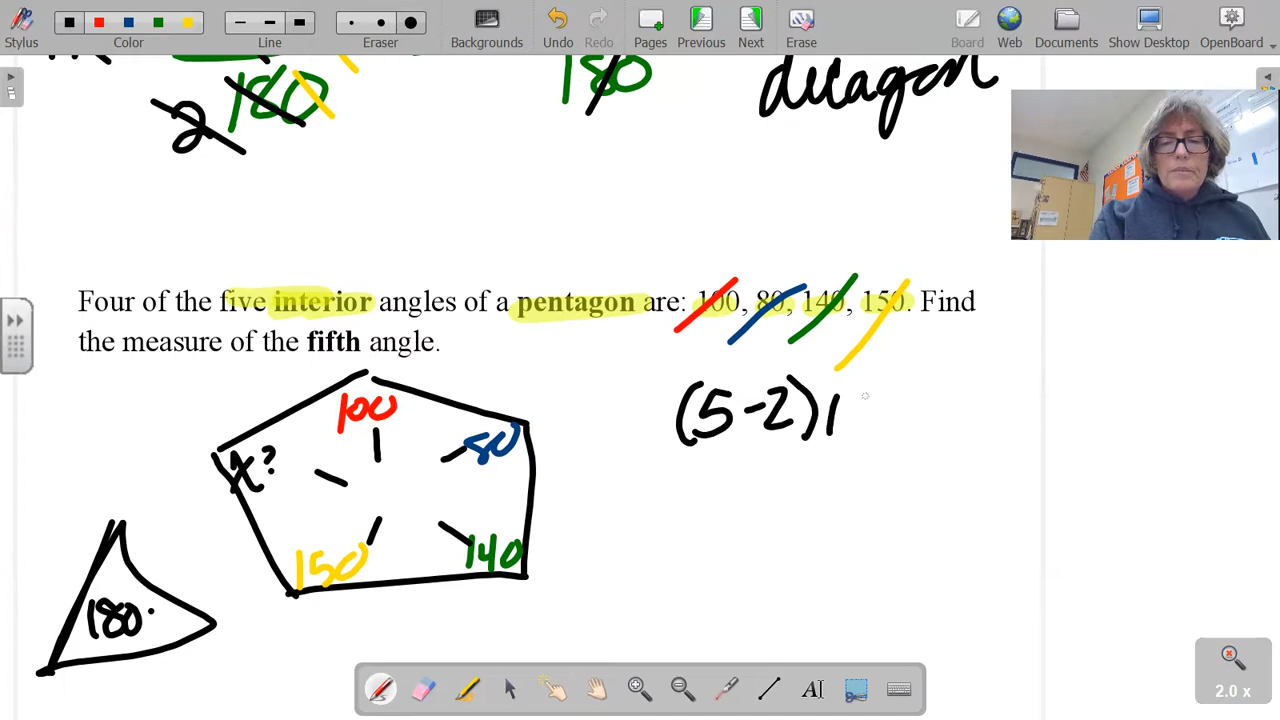 Stylus Color Line Eraser Backgrounds Undo Redo Pages Previous Next Erase Board Web Documents Show Desktop OpenBoard
2 180 180 decagon
Four of the five interior angles of a pentagon are: 100, 80, 140, 150. Find
the measure of the fifth angle.
100
(5-2)1
x? 80
150 140
180°
2.0 x